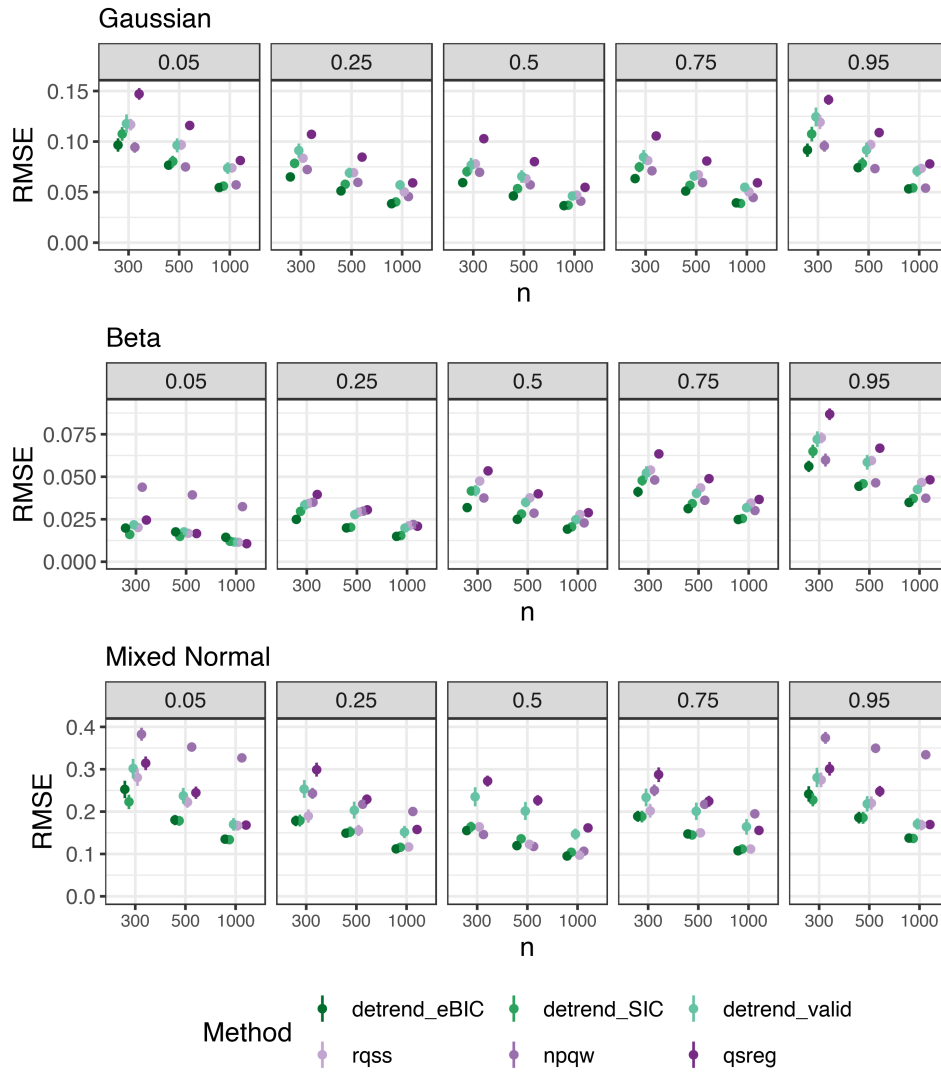 Gaussian
0.05 0.25 0.5 0.75 0.95
RMSE
0.15
0.10
0.05
0.00
300 500 1000 300 500 1000 300 500 1000 300 500 1000 300 500 1000
n
Beta
0.05 0.25 0.5 0.75 0.95
RMSE
0.075
0.050
0.025
0.000
300 500 1000 300 500 1000 300 500 1000 300 500 1000 300 500 1000
n
Mixed Normal
0.05 0.25 0.5 0.75 0.95
RMSE
0.4
0.3
0.2
0.1
0.0
300 500 1000 300 500 1000 300 500 1000 300 500 1000 300 500 1000
n
Method
detrend_eBIC detrend_SIC detrend_valid
rqss npqw qsreg